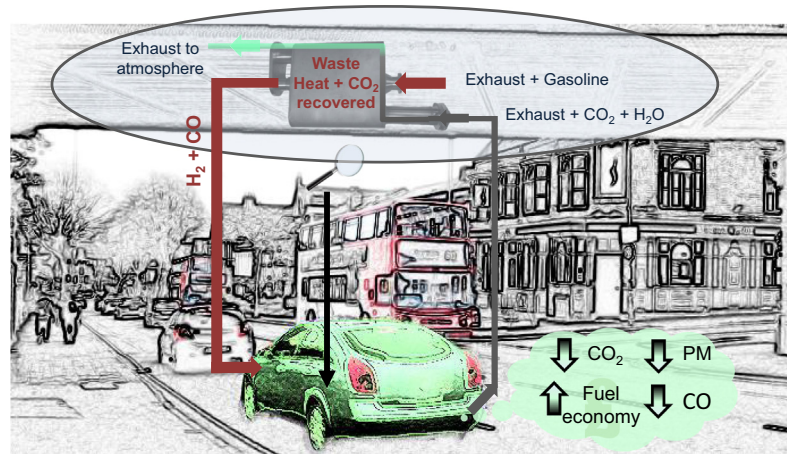 Exhaust to
atmosphere
Waste
Heat + CO₂
recovered
Exhaust + Gasoline
Exhaust + CO₂ + H₂O
H₂ + CO
CO₂
PM
Fuel
economy
CO